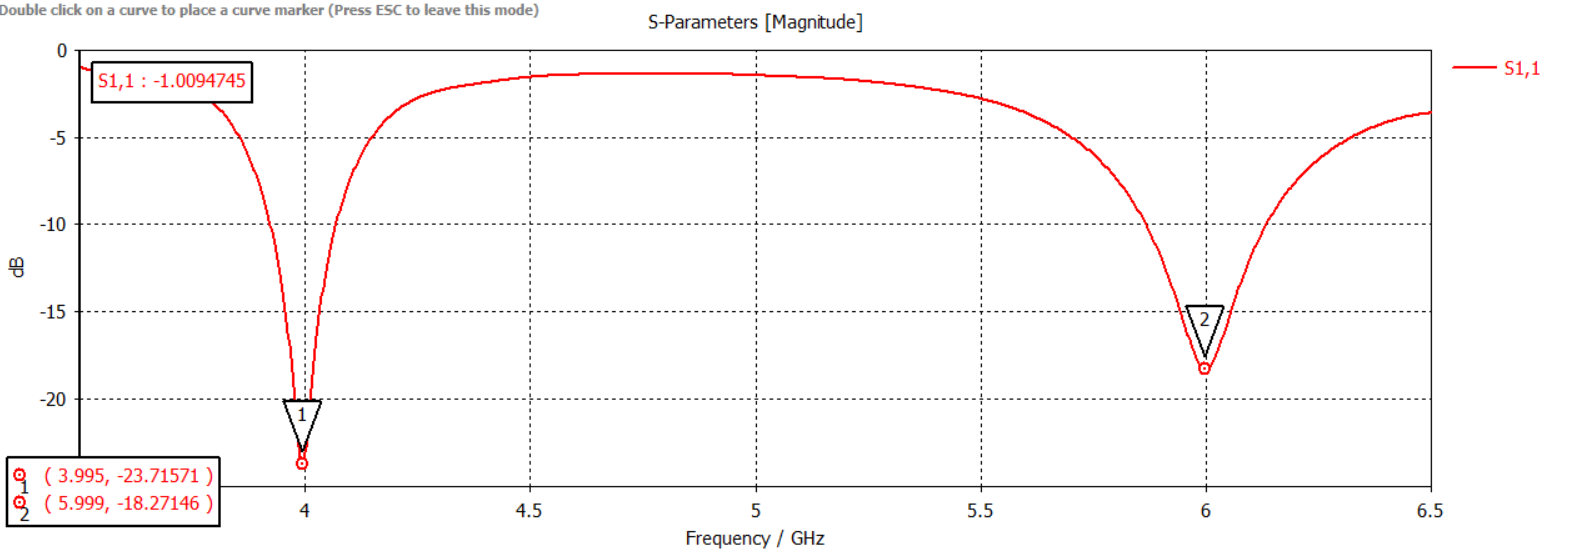 Double click on a curve to place a curve marker (Press ESC to leave this mode)
S-Parameters [Magnitude]
0
S1,1 : -1.0094745
S1,1
-5
-10
dB
-15
2
-20
1
( 3.995, -23.71571 )
1
( 5.999, -18.27146 )
2
4
4.5
5
5.5
6
6.5
Frequency / GHz